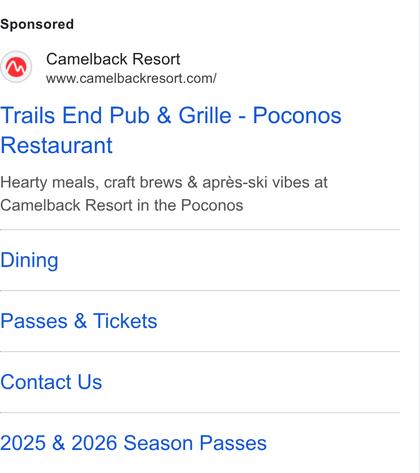 Sponsored
Camelback Resort
www.camelbackresort.com/
Trails End Pub & Grille - Poconos
Restaurant
Hearty meals, craft brews & après-ski vibes at
Camelback Resort in the Poconos
Dining
Passes & Tickets
Contact Us
2025 & 2026 Season Passes